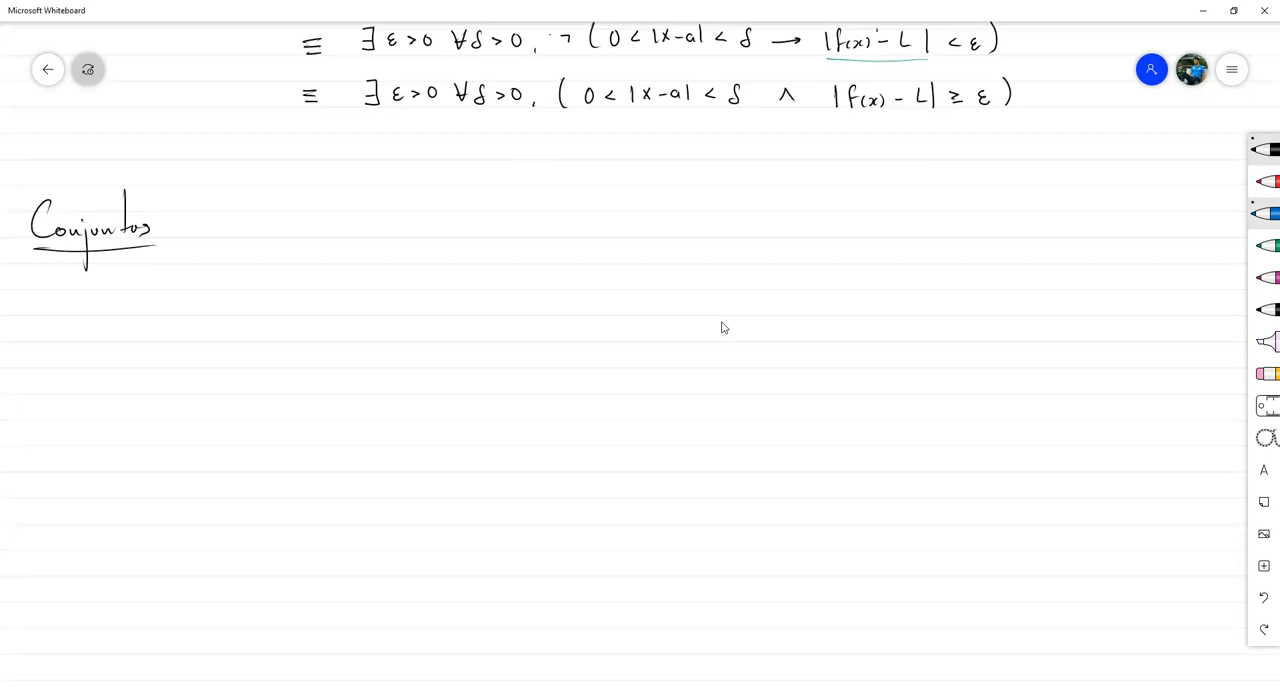 Microsoft Whiteboard
≡ ∃ ε > 0 ∀ δ > 0, ¬ ( 0 < |x-a| < δ → |f(x) - L| < ε )
≡ ∃ ε > 0 ∀ δ > 0, ( 0 < |x-a| < δ ∧ |f(x) - L| ≥ ε )
Conjuntos
A